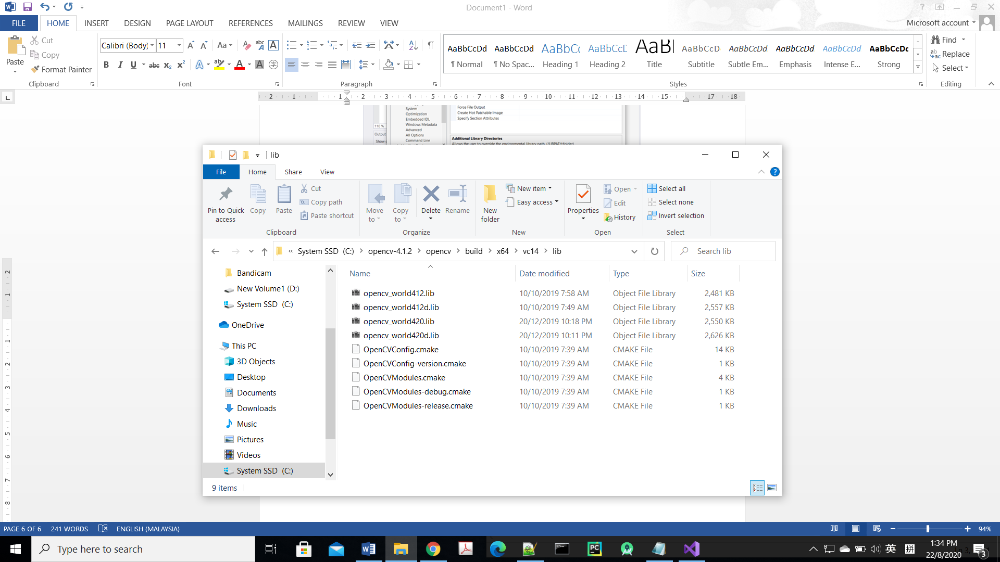 Document1 - Word
FILE HOME INSERT DESIGN PAGE LAYOUT REFERENCES MAILINGS REVIEW VIEW Microsoft account
Paste Cut Copy Format Painter
Calibri (Body) 11
AaBbCcDd AaBbCcDd AaBbCc AaBbCcD AaBl AaBbCcD AaBbCcDd AaBbCcDd AaBbCcDd AaBbCcDc
¶ Normal ¶ No Spac... Heading 1 Heading 2 Title Subtitle Subtle Em... Emphasis Intense E... Strong
Find Replace Select
Clipboard Font Paragraph Styles Editing
2 1 1 2 3 4 5 6 7 8 9 10 11 12 13 14 15 17 18
System
Optimization
Embedded IDL
Windows Metadata
Advanced
All Options
Command Line
110 %
Output
Force File Output
Create Hot Patchable Image
Specify Section Attributes
Additional Library Directories
lib
File Home Share View
Pin to Quick access Copy Paste Cut Copy path Paste shortcut
Move to Copy to Delete Rename
New folder New item Easy access
Properties Open Edit History
Select all Select none Invert selection
Clipboard Organize New Open Select
« System SSD (C:) opencv-4.1.2 opencv build x64 vc14 lib
Search lib
Bandicam
New Volume1 (D:)
System SSD (C:)
OneDrive
This PC
3D Objects
Desktop
Documents
Downloads
Music
Pictures
Videos
System SSD (C:)
Name Date modified Type Size
opencv_world412.lib 10/10/2019 7:58 AM Object File Library 2,481 KB
opencv_world412d.lib 10/10/2019 7:49 AM Object File Library 2,557 KB
opencv_world420.lib 20/12/2019 10:18 PM Object File Library 2,550 KB
opencv_world420d.lib 20/12/2019 10:11 PM Object File Library 2,626 KB
OpenCVConfig.cmake 10/10/2019 7:39 AM CMAKE File 14 KB
OpenCVConfig-version.cmake 10/10/2019 7:39 AM CMAKE File 1 KB
OpenCVModules.cmake 10/10/2019 7:39 AM CMAKE File 4 KB
OpenCVModules-debug.cmake 10/10/2019 7:39 AM CMAKE File 1 KB
OpenCVModules-release.cmake 10/10/2019 7:39 AM CMAKE File 1 KB
9 items
PAGE 6 OF 6 241 WORDS ENGLISH (MALAYSIA) 94%
Type here to search
英 拼
1:34 PM
22/8/2020
3